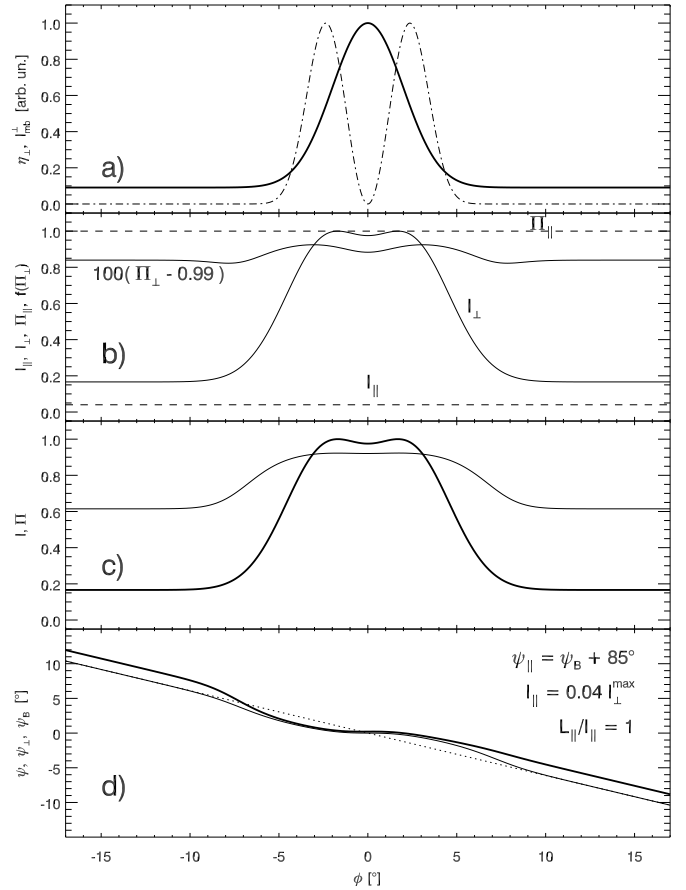 1.0
0.8
0.6
0.4
0.2
0.0
η⊥, I⊥mb [arb. un.]
a)
1.0
0.8
0.6
0.4
0.2
0.0
I∥, I⊥, Π∥, f(Π⊥)
Π∥
100( Π⊥ - 0.99)
I⊥
I∥
b)
1.0
0.8
0.6
0.4
0.2
0.0
I, Π
c)
10
5
0
-5
-10
ψ, ψ⊥, ψB [°]
ψ∥ = ψB + 85°
I∥ = 0.04 I⊥max
L∥/I∥ = 1
d)
-15 -10 -5 0 5 10 15
ϕ [°]